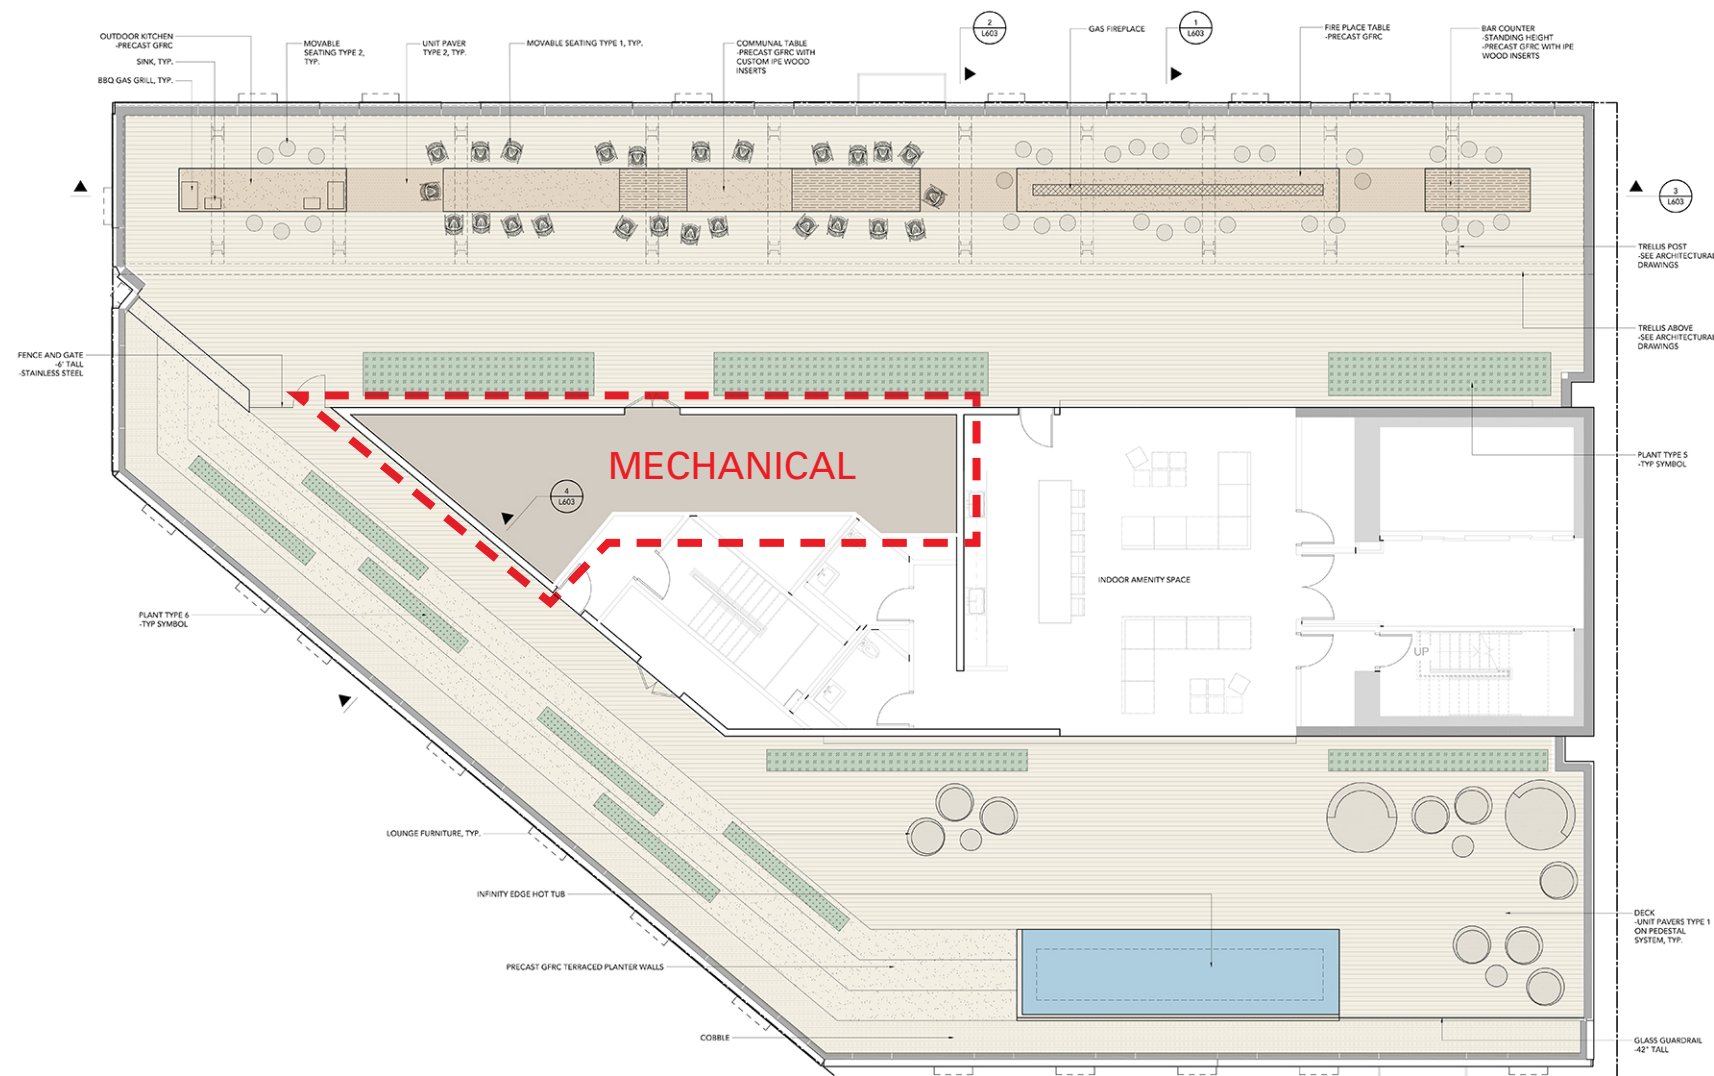 OUTDOOR KITCHEN
-PRECAST GFRC
SINK, TYP.
BBQ GAS GRILL, TYP.
MOVABLE
SEATING TYPE 2,
TYP.
UNIT PAVER
TYPE 2, TYP.
MOVABLE SEATING TYPE 1, TYP.
COMMUNAL TABLE
-PRECAST GFRC WITH
CUSTOM IPE WOOD
INSERTS
2
L603
GAS FIREPLACE
1
L603
FIRE PLACE TABLE
-PRECAST GFRC
BAR COUNTER
-STANDING HEIGHT
-PRECAST GFRC WITH IPE
WOOD INSERTS
3
L603
TRELLIS POST
-SEE ARCHITECTURAL
DRAWINGS
TRELLIS ABOVE
-SEE ARCHITECTURAL
DRAWINGS
FENCE AND GATE
-6' TALL
-STAINLESS STEEL
MECHANICAL
4
L603
PLANT TYPE 5
-TYP SYMBOL
INDOOR AMENITY SPACE
UP
PLANT TYPE 6
-TYP SYMBOL
LOUNGE FURNITURE, TYP.
INFINITY EDGE HOT TUB
DECK
-UNIT PAVERS TYPE 1
ON PEDESTAL
SYSTEM, TYP.
PRECAST GFRC TERRACED PLANTER WALLS
COBBLE
GLASS GUARDRAIL
-42" TALL